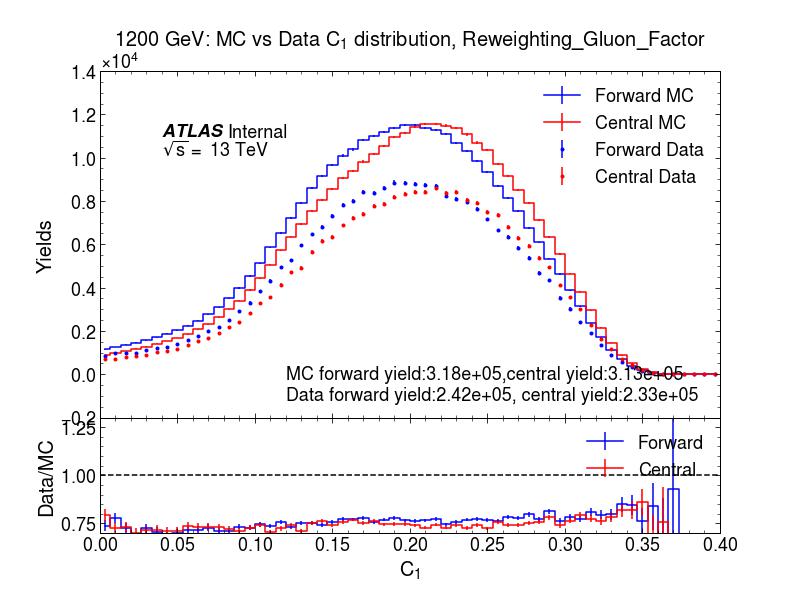 1200 GeV: MC vs Data C₁ distribution, Reweighting_Gluon_Factor
×10⁴
1.4
1.2
1.0
0.8
0.6
0.4
0.2
0.0
0.2
Yields
ATLAS Internal
√s = 13 TeV
Forward MC
Central MC
Forward Data
Central Data
MC forward yield:3.18e+05,central yield:3.13e+05
Data forward yield:2.42e+05, central yield:2.33e+05
1.25
1.00
0.75
Data/MC
Forward
Central
0.00 0.05 0.10 0.15 0.20 0.25 0.30 0.35 0.40
C₁